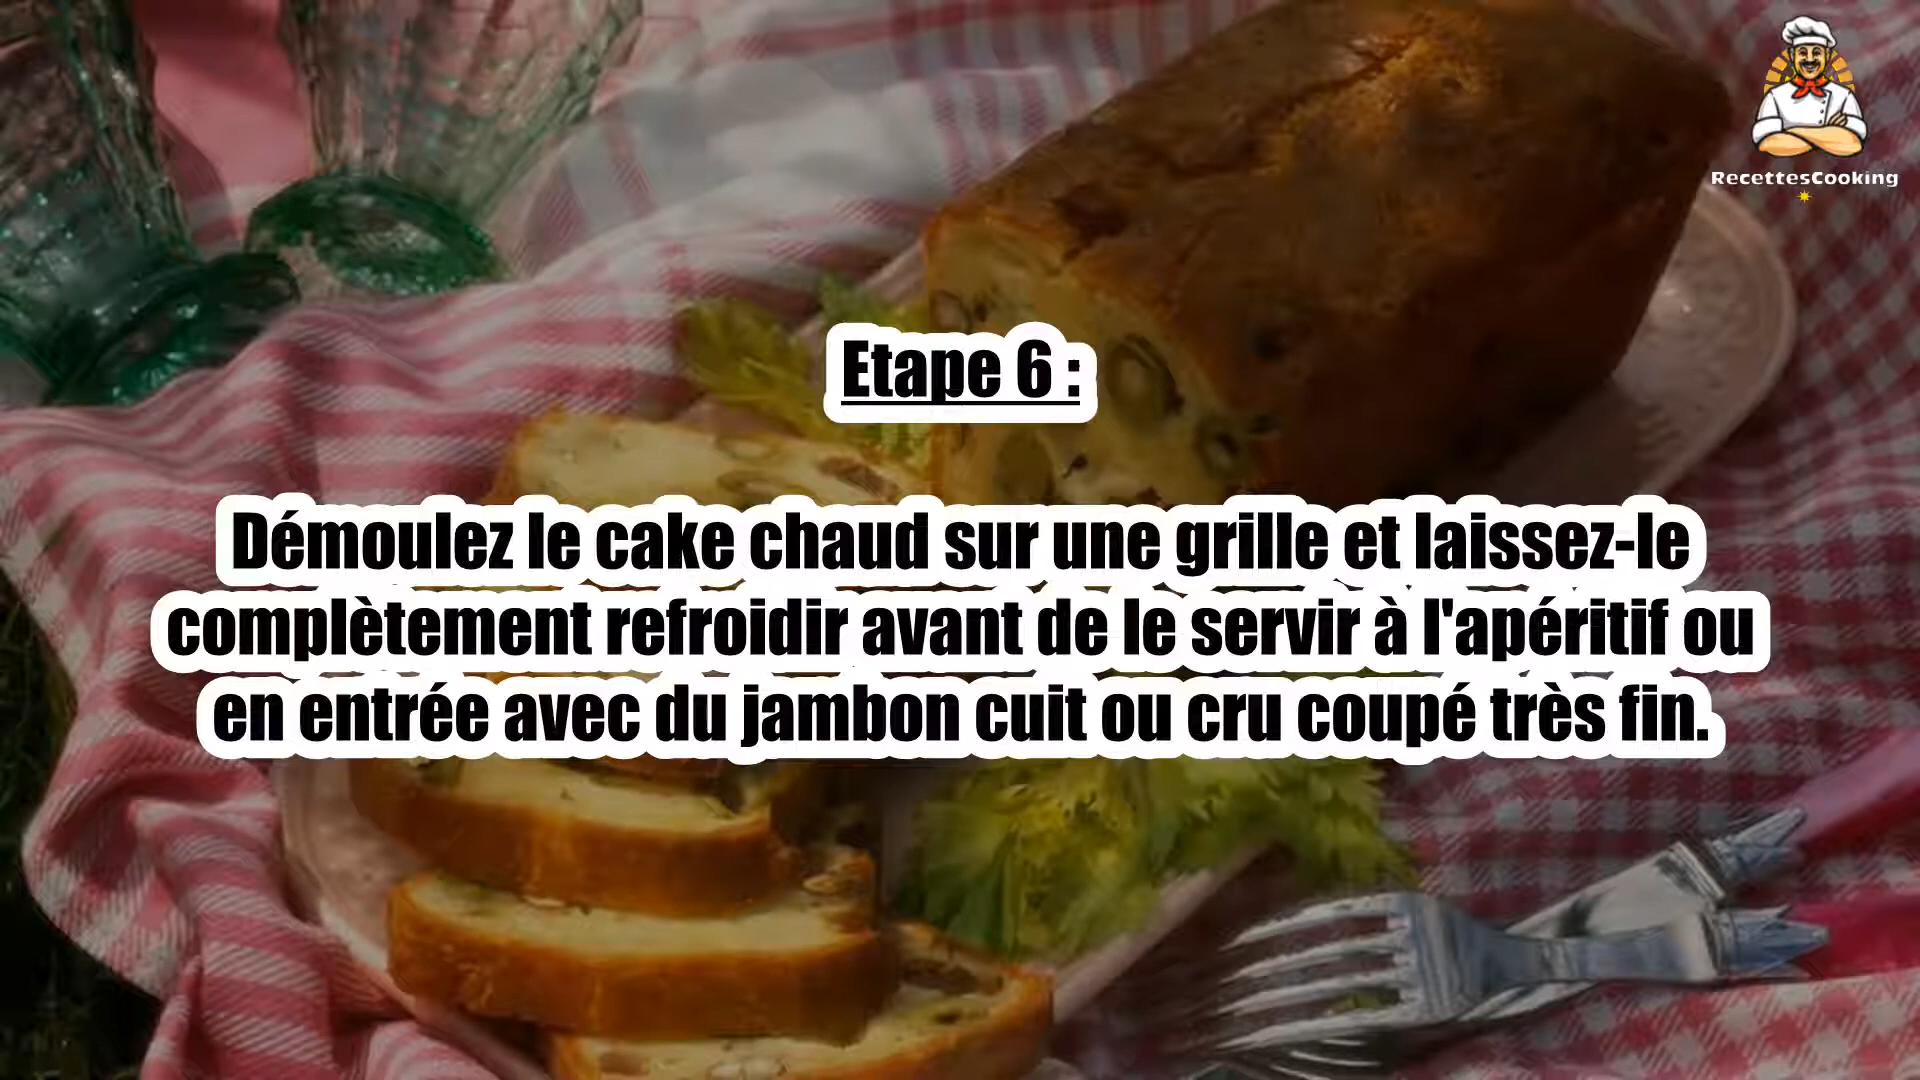 RecettesCooking
Etape 6 :
Démoulez le cake chaud sur une grille et laissez-le
complètement refroidir avant de le servir à l'apéritif ou
en entrée avec du jambon cuit ou cru coupé très fin.